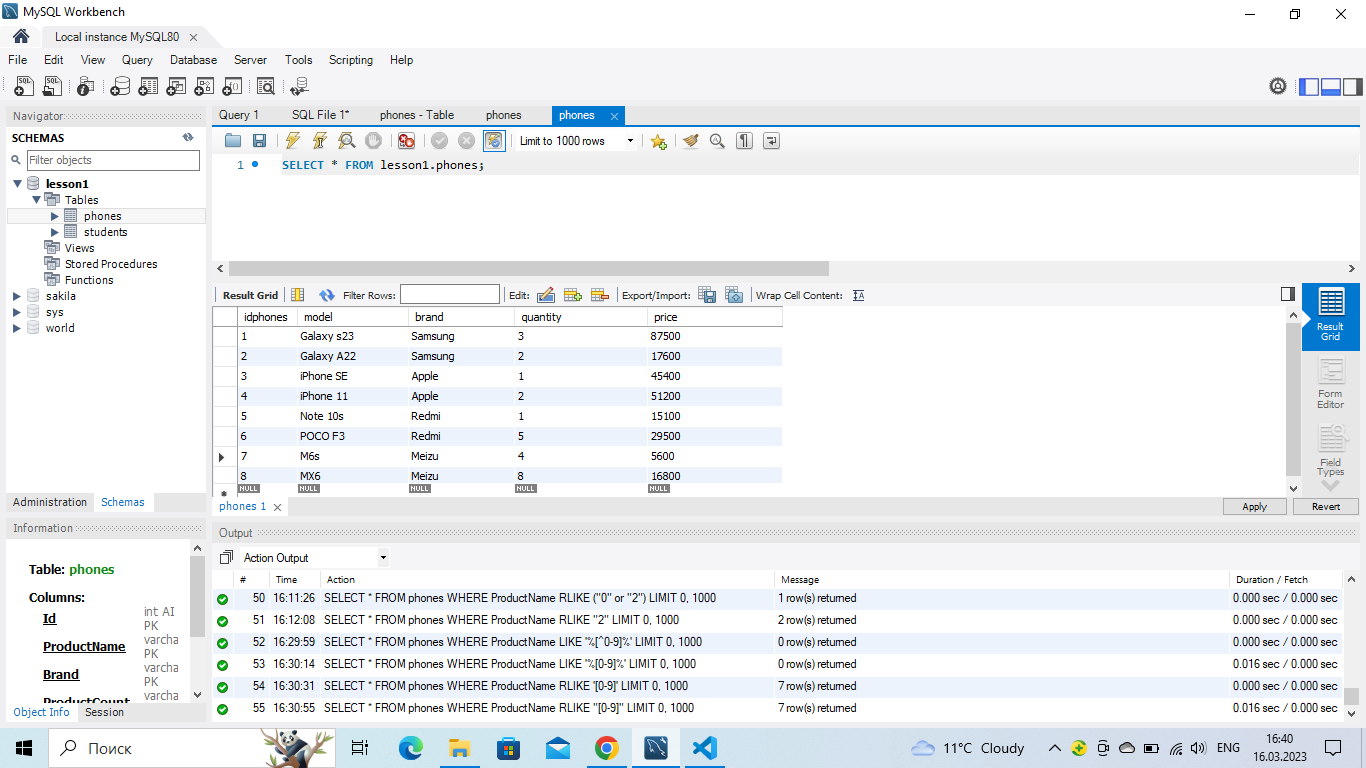 MySQL Workbench
Local instance MySQL80
File Edit View Query Database Server Tools Scripting Help
Navigator
SCHEMAS
Filter objects
lesson1
Tables
phones
students
Views
Stored Procedures
Functions
sakila
sys
world
Administration Schemas
Information
Table: phones
Columns:
Id int AI
PK
ProductName varcha
PK
Brand varcha
PK
ProductCount varcha
Object Info Session
Query 1 SQL File 1* phones - Table phones phones
Limit to 1000 rows
1 SELECT * FROM lesson1.phones;
Result Grid Filter Rows: Edit: Export/Import: Wrap Cell Content:
idphones model brand quantity price
1 Galaxy s23 Samsung 3 87500
2 Galaxy A22 Samsung 2 17600
3 iPhone SE Apple 1 45400
4 iPhone 11 Apple 2 51200
5 Note 10s Redmi 1 15100
6 POCO F3 Redmi 5 29500
7 M6s Meizu 4 5600
8 MX6 Meizu 8 16800
NULL NULL NULL NULL NULL
Result
Grid
Form
Editor
Field
Types
phones 1 Apply Revert
Output
Action Output
# Time Action Message Duration / Fetch
50 16:11:26 SELECT * FROM phones WHERE ProductName RLIKE ("0" or "2") LIMIT 0, 1000 1 row(s) returned 0.000 sec / 0.000 sec
51 16:12:08 SELECT * FROM phones WHERE ProductName RLIKE "2" LIMIT 0, 1000 2 row(s) returned 0.000 sec / 0.000 sec
52 16:29:59 SELECT * FROM phones WHERE ProductName LIKE '%[^0-9]%' LIMIT 0, 1000 0 row(s) returned 0.000 sec / 0.000 sec
53 16:30:14 SELECT * FROM phones WHERE ProductName LIKE '%[0-9]%' LIMIT 0, 1000 0 row(s) returned 0.016 sec / 0.000 sec
54 16:30:31 SELECT * FROM phones WHERE ProductName RLIKE '[0-9]' LIMIT 0, 1000 7 row(s) returned 0.000 sec / 0.000 sec
55 16:30:55 SELECT * FROM phones WHERE ProductName RLIKE "[0-9]" LIMIT 0, 1000 7 row(s) returned 0.016 sec / 0.000 sec
Поиск
11°C Cloudy
ENG
16:40
16.03.2023